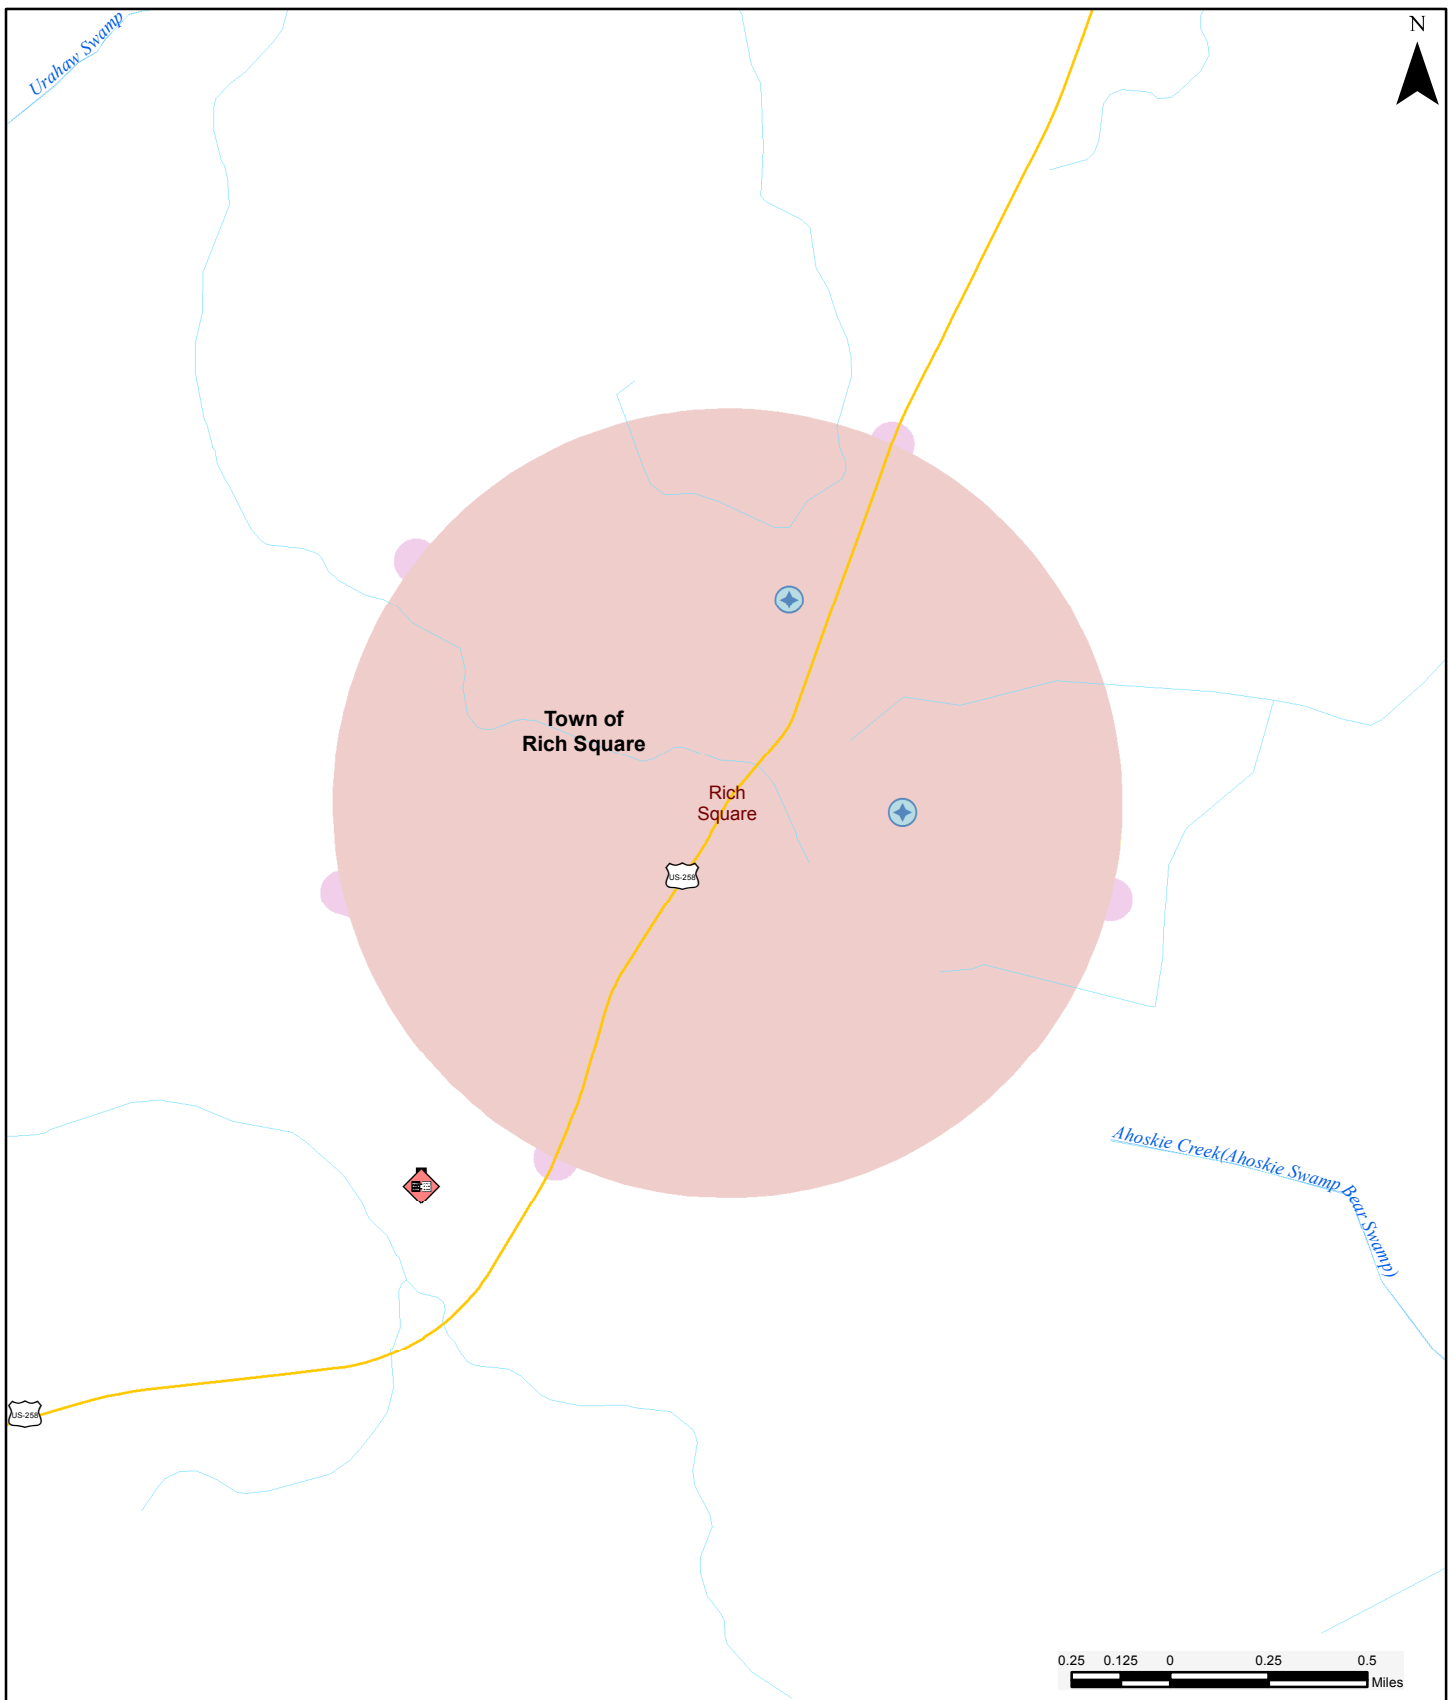 Urahaw Swamp
N
Town of
Rich Square
Rich
Square
US-258
Ahoskie Creek(Ahoskie Swamp Bear Swamp)
US-258
0.25 0.125 0 0.25 0.5
Miles